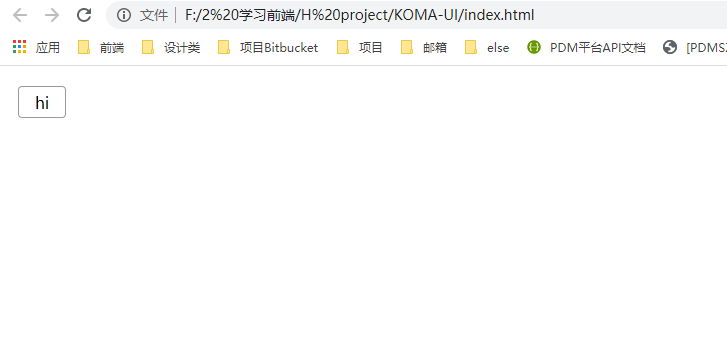 文件 F:/2%20学习前端/H%20project/KOMA-UI/index.html
应用 前端 设计类 项目Bitbucket 项目 邮箱 else PDM平台API文档
hi